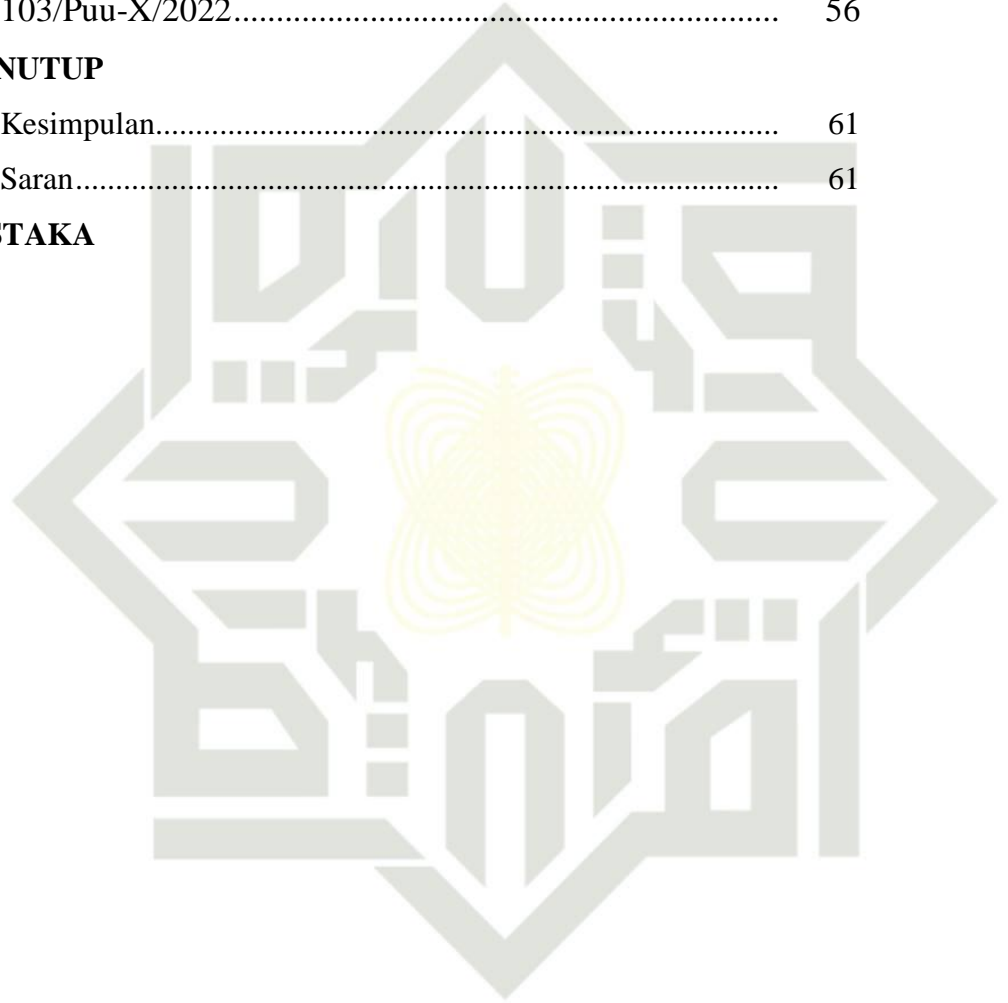 103/Puu-X/2022.......................................................... 56
NUTUP
Kesimpulan.................................................................. 61
Saran........................................................................... 61
STAKA